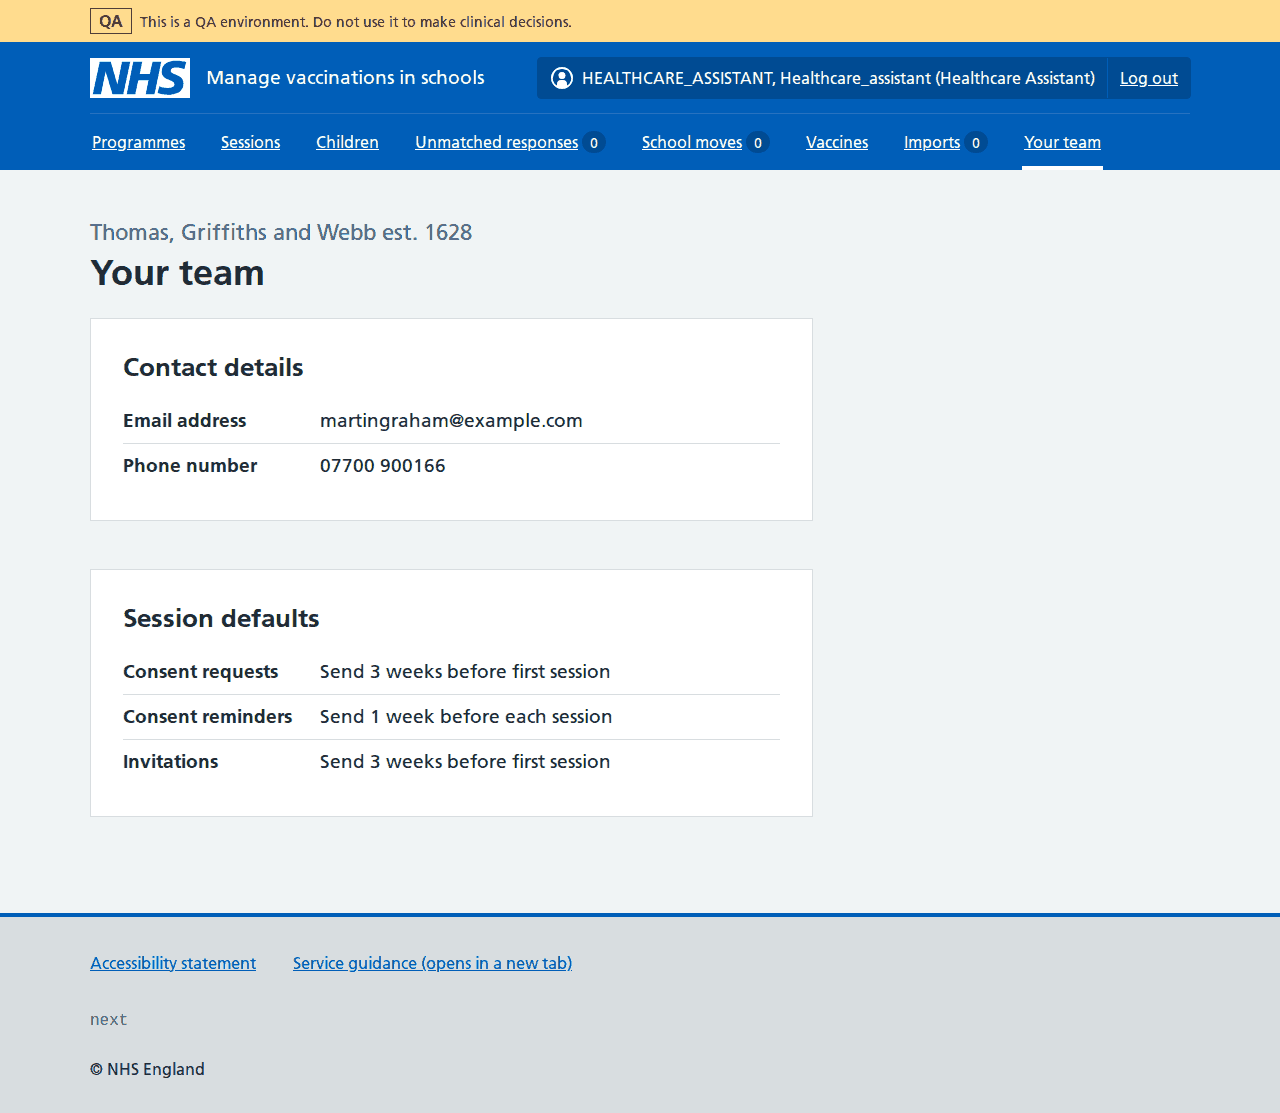 QA This is a QA environment. Do not use it to make clinical decisions.
NHS Manage vaccinations in schools HEALTHCARE_ASSISTANT, Healthcare_assistant (Healthcare Assistant) Log out
Programmes Sessions Children Unmatched responses 0 School moves 0 Vaccines Imports 0 Your team
Thomas, Griffiths and Webb est. 1628
Your team
Contact details
Email address martingraham@example.com
Phone number 07700 900166
Session defaults
Consent requests Send 3 weeks before first session
Consent reminders Send 1 week before each session
Invitations Send 3 weeks before first session
Accessibility statement Service guidance (opens in a new tab)
next
© NHS England